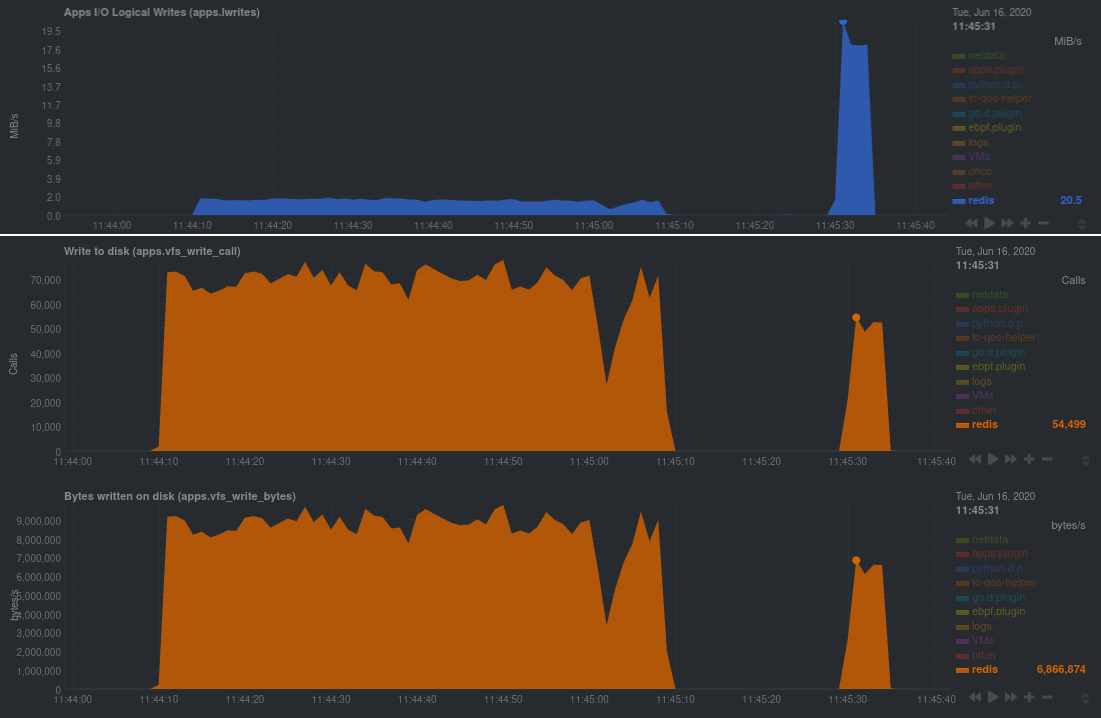 Apps I/O Logical Writes (apps.lwrites)
Tue, Jun 16, 2020
11:45:31
MiB/s
MiB/s
19.5
17.6
15.6
13.7
11.7
9.8
7.8
5.9
3.9
2.0
0.0
11:44:00 11:44:10 11:44:20 11:44:30 11:44:40 11:44:50 11:45:00 11:45:10 11:45:20 11:45:30 11:45:40
netdata
apps.plugin
python.d.p...
tc-qos-helper
go.d.plugin
ebpf.plugin
logs
VMs
dhcp
other
redis 20.5
Write to disk (apps.vfs_write_call)
Tue, Jun 16, 2020
11:45:31
Calls
Calls
70,000
60,000
50,000
40,000
30,000
20,000
10,000
0
11:44:00 11:44:10 11:44:20 11:44:30 11:44:40 11:44:50 11:45:00 11:45:10 11:45:20 11:45:30 11:45:40
netdata
apps.plugin
python.d.p...
tc-qos-helper
go.d.plugin
ebpf.plugin
logs
VMs
other
redis 54,499
Bytes written on disk (apps.vfs_write_bytes)
Tue, Jun 16, 2020
11:45:31
bytes/s
bytes/s
9,000,000
8,000,000
7,000,000
6,000,000
5,000,000
4,000,000
3,000,000
2,000,000
1,000,000
0
11:44:00 11:44:10 11:44:20 11:44:30 11:44:40 11:44:50 11:45:00 11:45:10 11:45:20 11:45:30 11:45:40
netdata
apps.plugin
python.d.p...
tc-qos-helper
go.d.plugin
ebpf.plugin
logs
VMs
other
redis 6,866,874